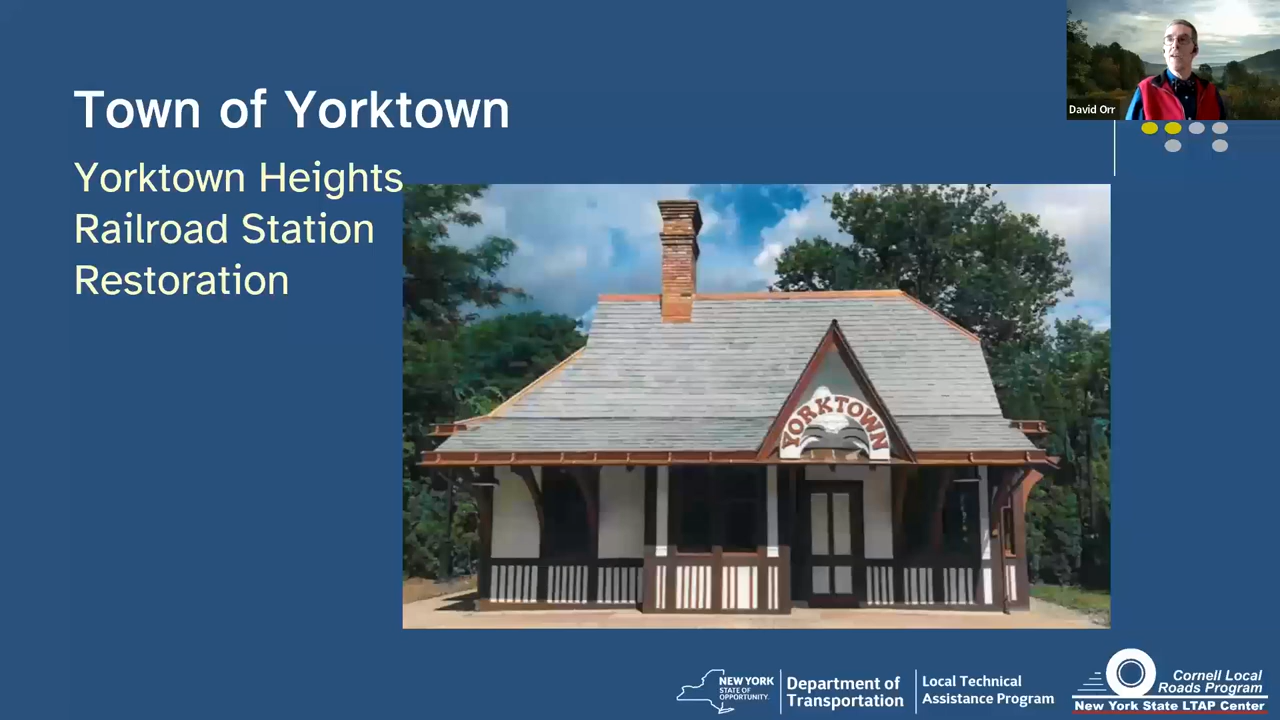 Town of Yorktown
David Orr
Yorktown Heights
Railroad Station
Restoration
YORKTOWN
NEW YORK
STATE OF
OPPORTUNITY.
Department of
Transportation
Local Technical
Assistance Program
Cornell Local
Roads Program
New York State LTAP Center